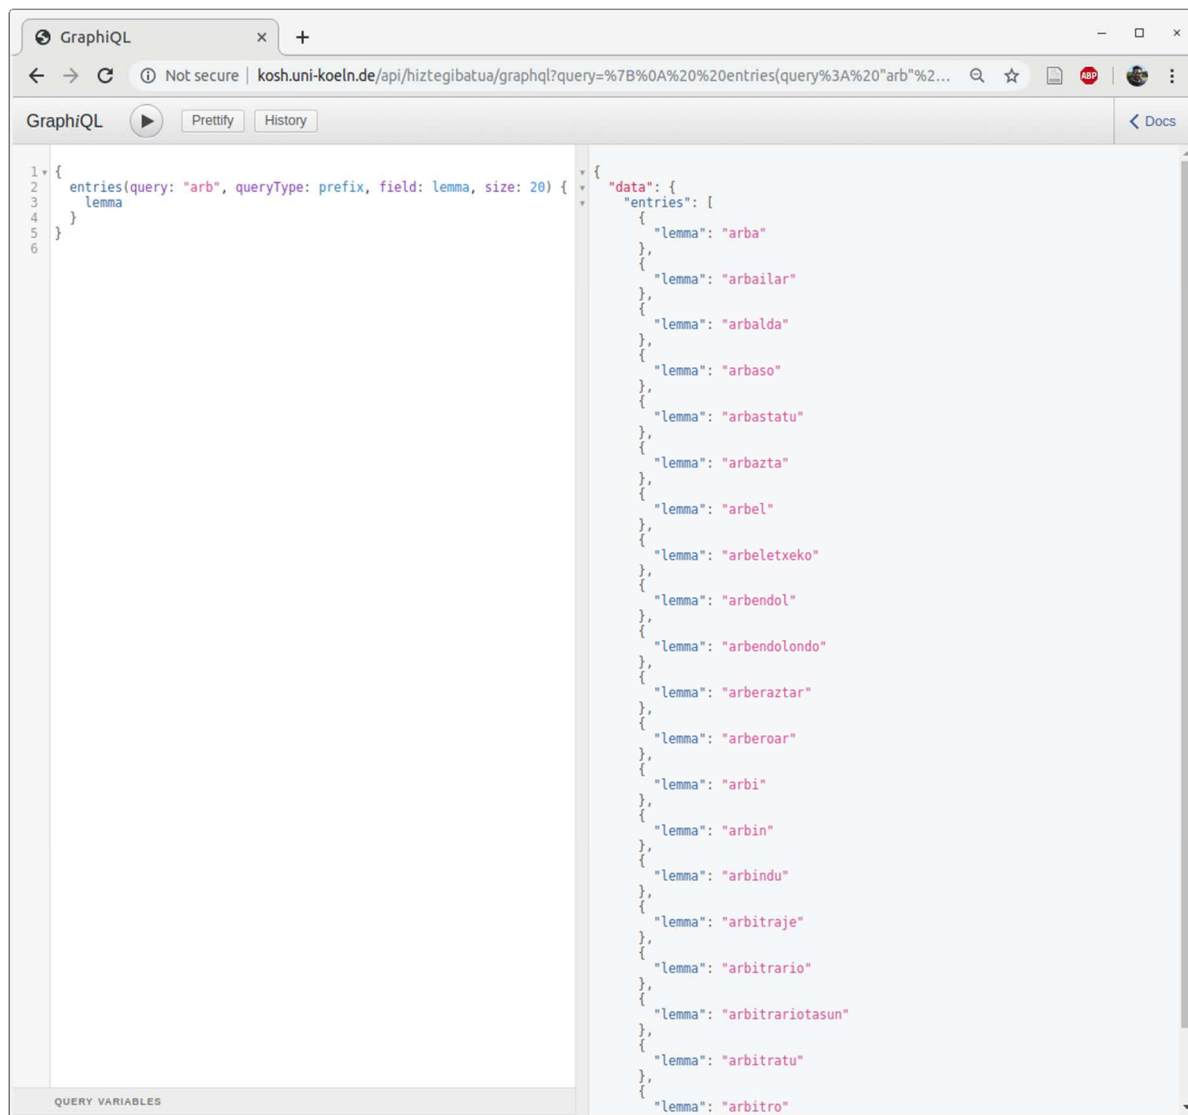 GraphiQL
Not secure | kosh.uni-koeln.de/api/hiztegibatua/graphql?query=%7B%0A%20%20entries(query%3A%20"arb"%2...
ABP
GraphiQL
Prettify
History
Docs
1 {
2 entries(query: "arb", queryType: prefix, field: lemma, size: 20) {
3 lemma
4 }
5 }
6
QUERY VARIABLES
{
"data": {
"entries": [
{
"lemma": "arba"
},
{
"lemma": "arbailar"
},
{
"lemma": "arbalda"
},
{
"lemma": "arbaso"
},
{
"lemma": "arbastatu"
},
{
"lemma": "arbazta"
},
{
"lemma": "arbel"
},
{
"lemma": "arbeletxeko"
},
{
"lemma": "arbendol"
},
{
"lemma": "arbendolondo"
},
{
"lemma": "arberaztar"
},
{
"lemma": "arberoar"
},
{
"lemma": "arbi"
},
{
"lemma": "arbin"
},
{
"lemma": "arbindu"
},
{
"lemma": "arbitraje"
},
{
"lemma": "arbitrario"
},
{
"lemma": "arbitrariotasun"
},
{
"lemma": "arbitratu"
},
{
"lemma": "arbitro"